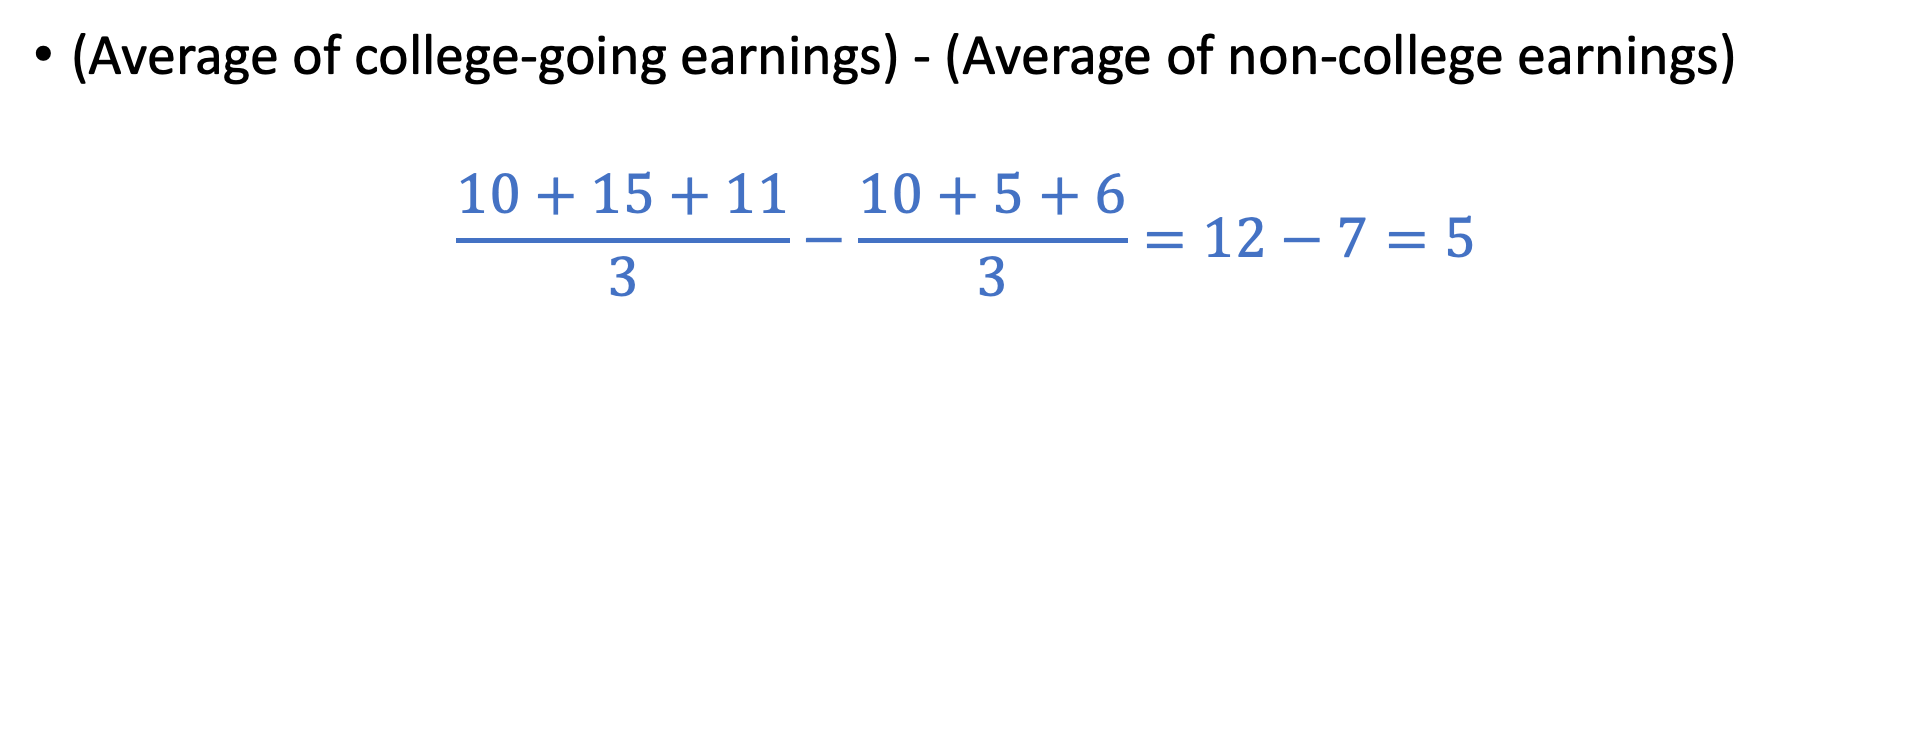 • (Average of college-going earnings) - (Average of non-college earnings)
10 + 15 + 11
3
−
10 + 5 + 6
3
= 12 − 7 = 5